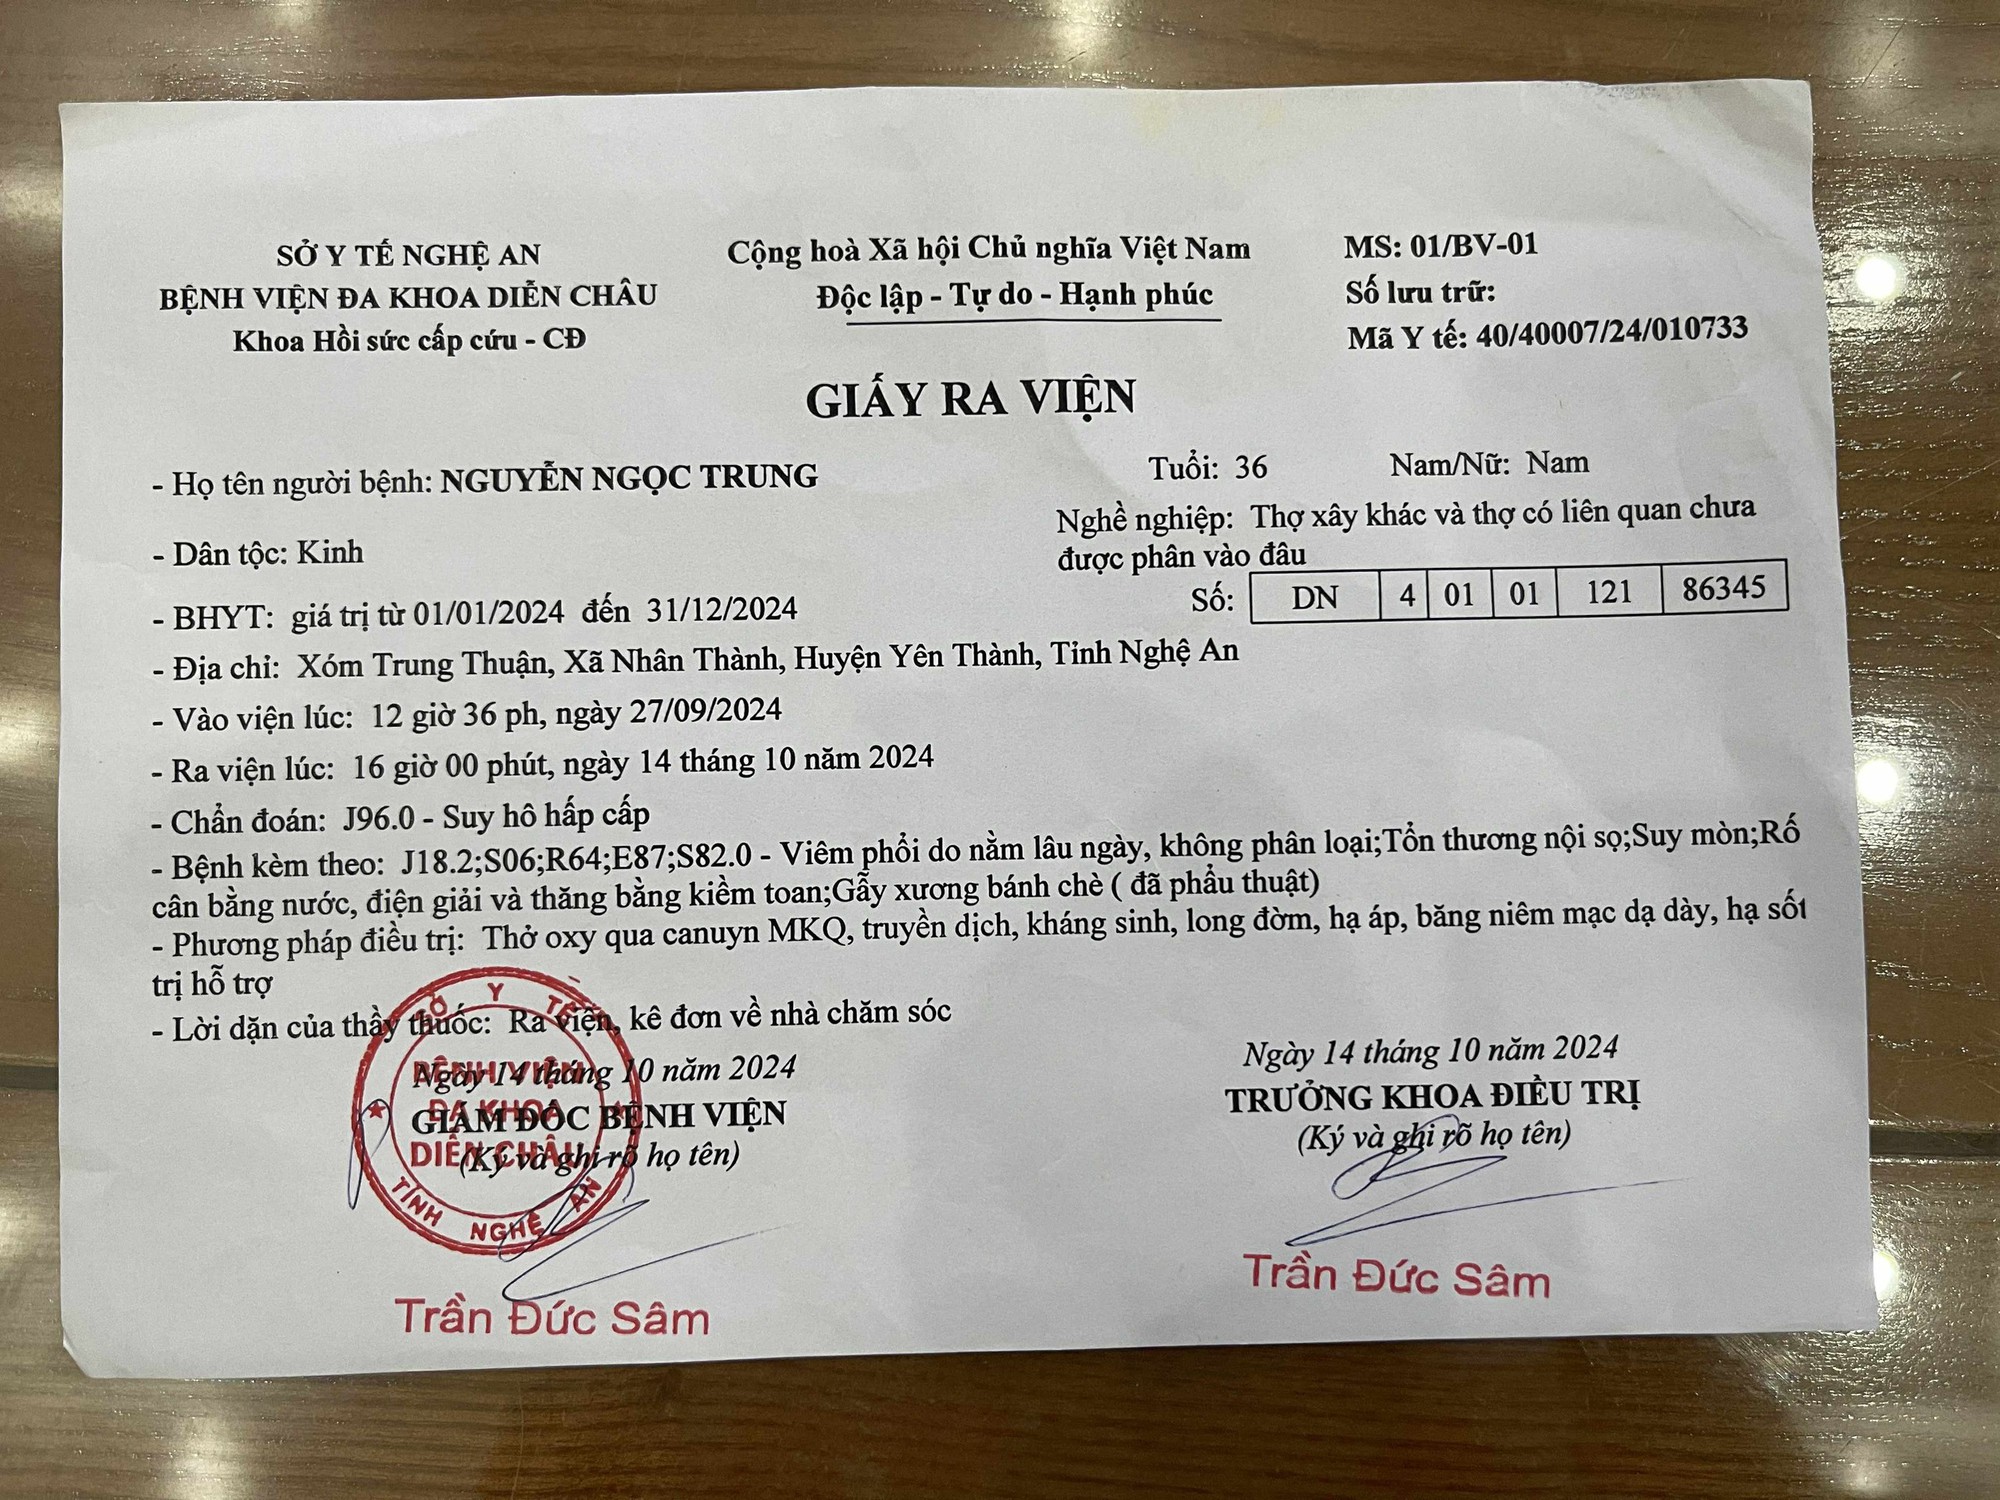 SỞ Y TẾ NGHỆ AN
BỆNH VIỆN ĐA KHOA DIỄN CHÂU
Khoa Hồi sức cấp cứu - CĐ
Cộng hoà Xã hội Chủ nghĩa Việt Nam
Độc lập - Tự do - Hạnh phúc
MS: 01/BV-01
Số lưu trữ:
Mã Y tế: 40/40007/24/010733
GIẤY RA VIỆN
- Họ tên người bệnh: NGUYỄN NGỌC TRUNG Tuổi: 36 Nam/Nữ: Nam
- Dân tộc: Kinh
Nghề nghiệp: Thợ xây khác và thợ có liên quan chưa
được phân vào đâu
- BHYT: giá trị từ 01/01/2024 đến 31/12/2024 Số: DN 4 01 01 121 86345
- Địa chỉ: Xóm Trung Thuận, Xã Nhân Thành, Huyện Yên Thành, Tỉnh Nghệ An
- Vào viện lúc: 12 giờ 36 ph, ngày 27/09/2024
- Ra viện lúc: 16 giờ 00 phút, ngày 14 tháng 10 năm 2024
- Chẩn đoán: J96.0 - Suy hô hấp cấp
- Bệnh kèm theo: J18.2;S06;R64;E87;S82.0 - Viêm phổi do nằm lâu ngày, không phân loại;Tổn thương nội sọ;Suy mòn;Rố
cân bằng nước, điện giải và thăng bằng kiềm toan;Gẫy xương bánh chè ( đã phẩu thuật)
- Phương pháp điều trị: Thở oxy qua canuyn MKQ, truyền dịch, kháng sinh, long đờm, hạ áp, băng niêm mạc dạ dày, hạ sốt
trị hỗ trợ
- Lời dặn của thầy thuốc: Ra viện, kê đơn về nhà chăm sóc
Ngày 14 tháng 10 năm 2024
GIÁM ĐỐC BỆNH VIỆN
(Ký và ghi rõ họ tên)
SỞ Y TẾ
BỆNH VIỆN
ĐA KHOA
DIỄN CHÂU
TỈNH NGHỆ AN
Trần Đức Sâm
Ngày 14 tháng 10 năm 2024
TRƯỞNG KHOA ĐIỀU TRỊ
(Ký và ghi rõ họ tên)
Trần Đức Sâm